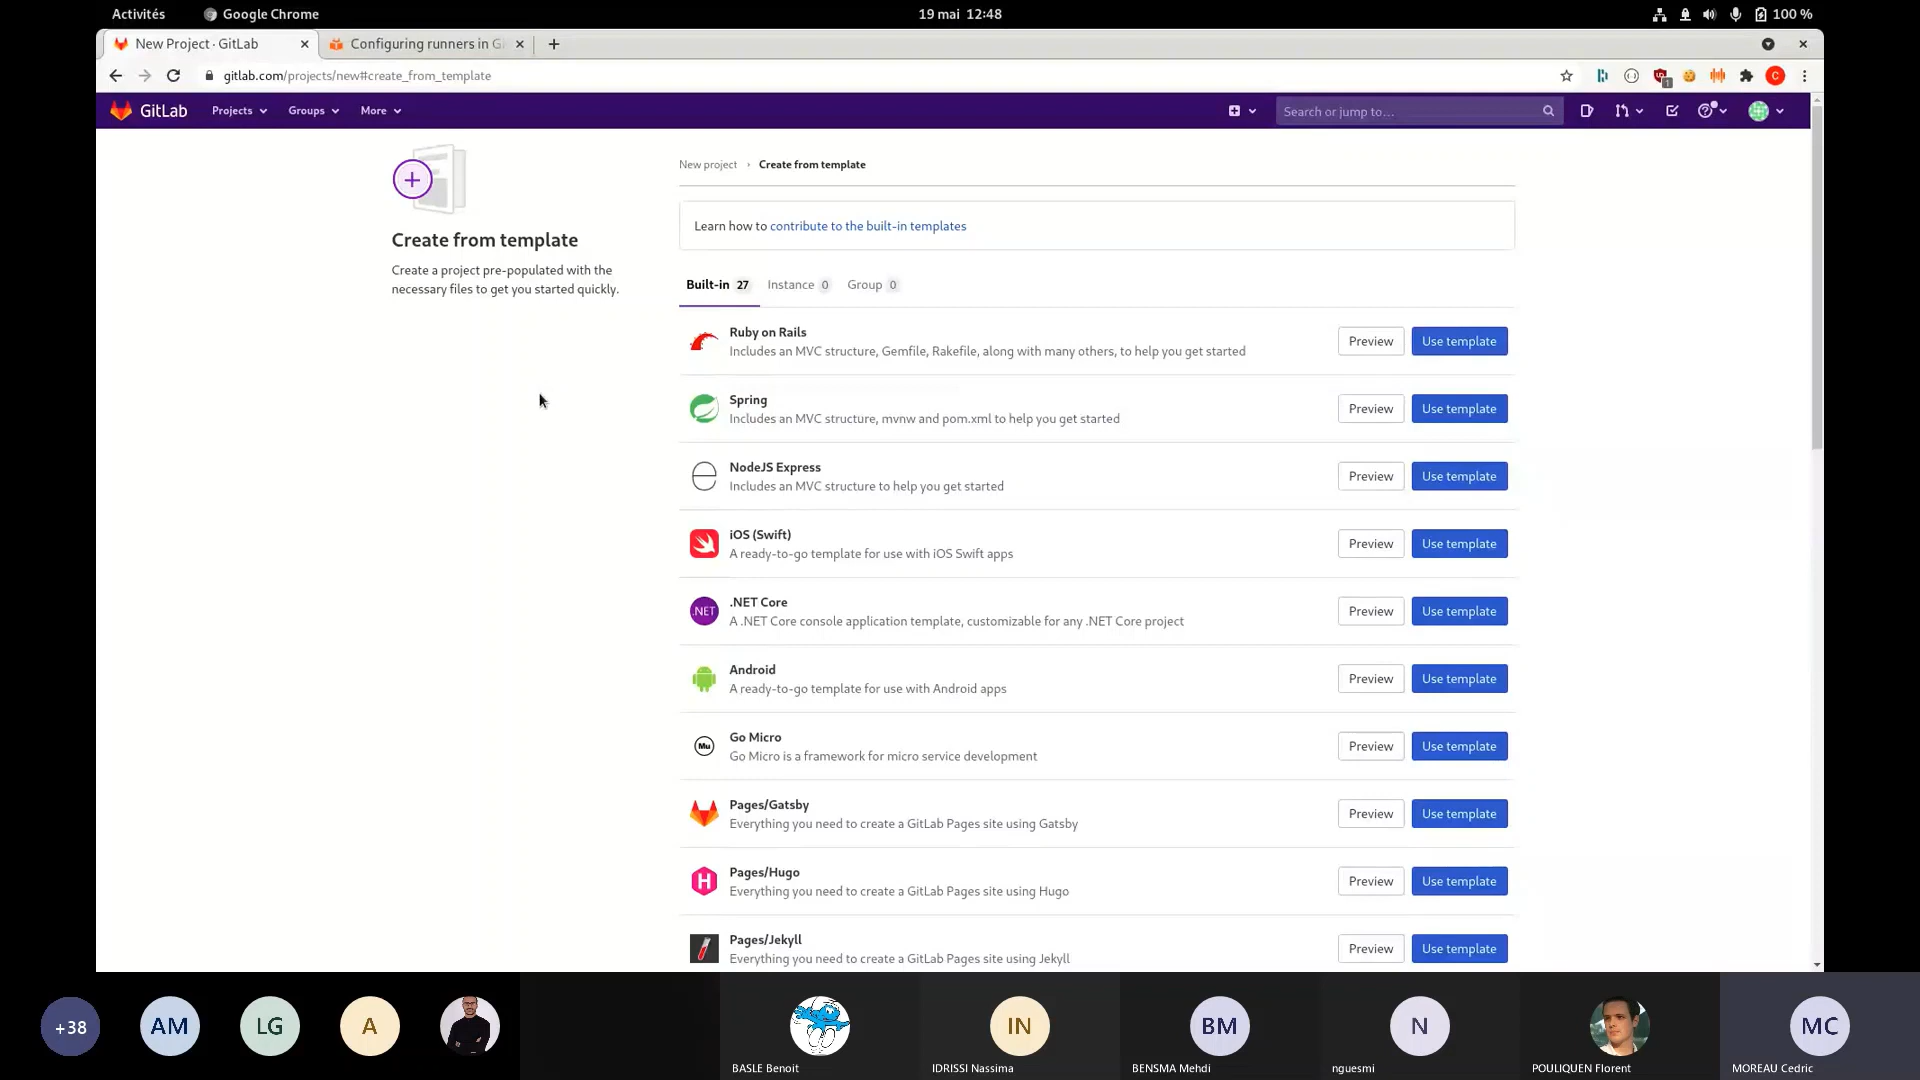 Activités
Google Chrome
19 mai 12:48
100 %
New Project · GitLab
Configuring runners in G
gitlab.com/projects/new#create_from_template
C
1
GitLab
Projects
Groups
More
Search or jump to...
New project › Create from template
Create from template
Create a project pre-populated with the
necessary files to get you started quickly.
Learn how to contribute to the built-in templates
Built-in 27
Instance 0
Group 0
Ruby on Rails
Includes an MVC structure, Gemfile, Rakefile, along with many others, to help you get started
Preview
Use template
Spring
Includes an MVC structure, mvnw and pom.xml to help you get started
Preview
Use template
NodeJS Express
Includes an MVC structure to help you get started
Preview
Use template
iOS (Swift)
A ready-to-go template for use with iOS Swift apps
Preview
Use template
.NET
.NET Core
A .NET Core console application template, customizable for any .NET Core project
Preview
Use template
Android
A ready-to-go template for use with Android apps
Preview
Use template
Mu
Go Micro
Go Micro is a framework for micro service development
Preview
Use template
Pages/Gatsby
Everything you need to create a GitLab Pages site using Gatsby
Preview
Use template
H
Pages/Hugo
Everything you need to create a GitLab Pages site using Hugo
Preview
Use template
Pages/Jekyll
Everything you need to create a GitLab Pages site using Jekyll
Preview
Use template
+38
AM
LG
A
BASLE Benoit
IN
IDRISSI Nassima
BM
BENSMA Mehdi
N
nguesmi
POULIQUEN Florent
MC
MOREAU Cedric